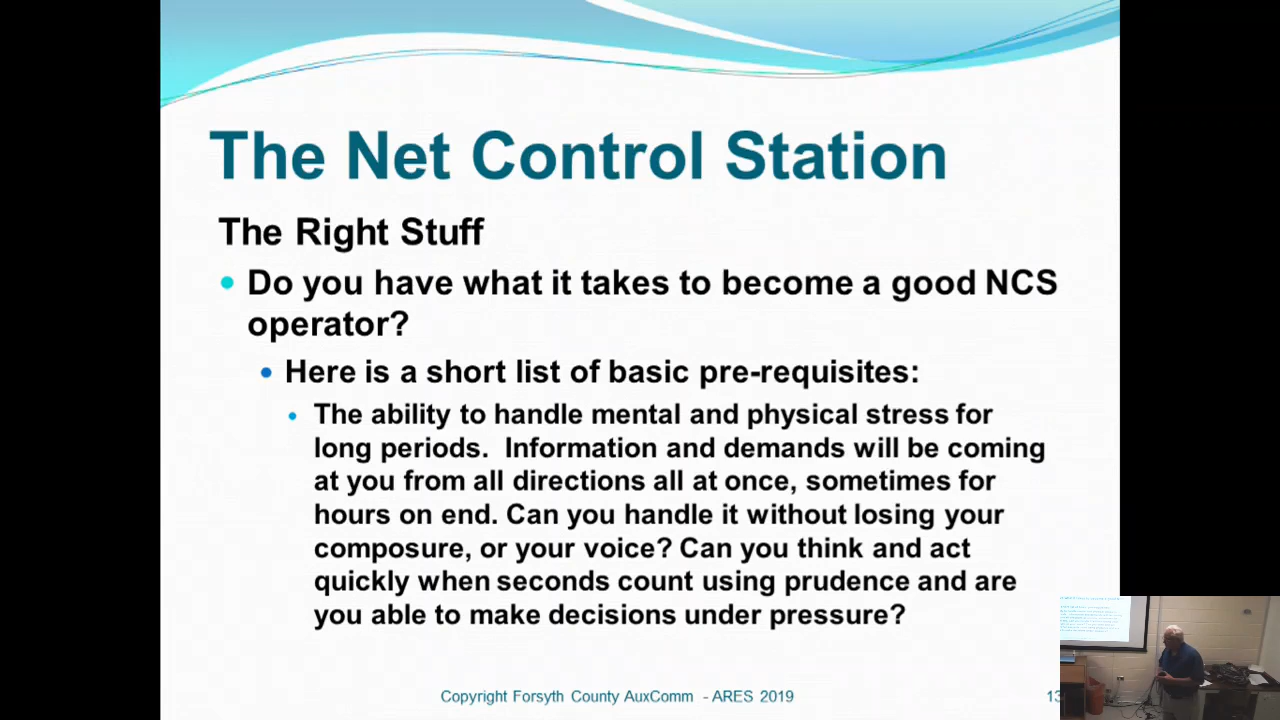 The Net Control Station
The Right Stuff
Do you have what it takes to become a good NCS
operator?
Here is a short list of basic pre-requisites:
The ability to handle mental and physical stress for
long periods.  Information and demands will be coming
at you from all directions all at once, sometimes for
hours on end. Can you handle it without losing your
composure, or your voice? Can you think and act
quickly when seconds count using prudence and are
you able to make decisions under pressure?
Copyright Forsyth County AuxComm - ARES 2019
13